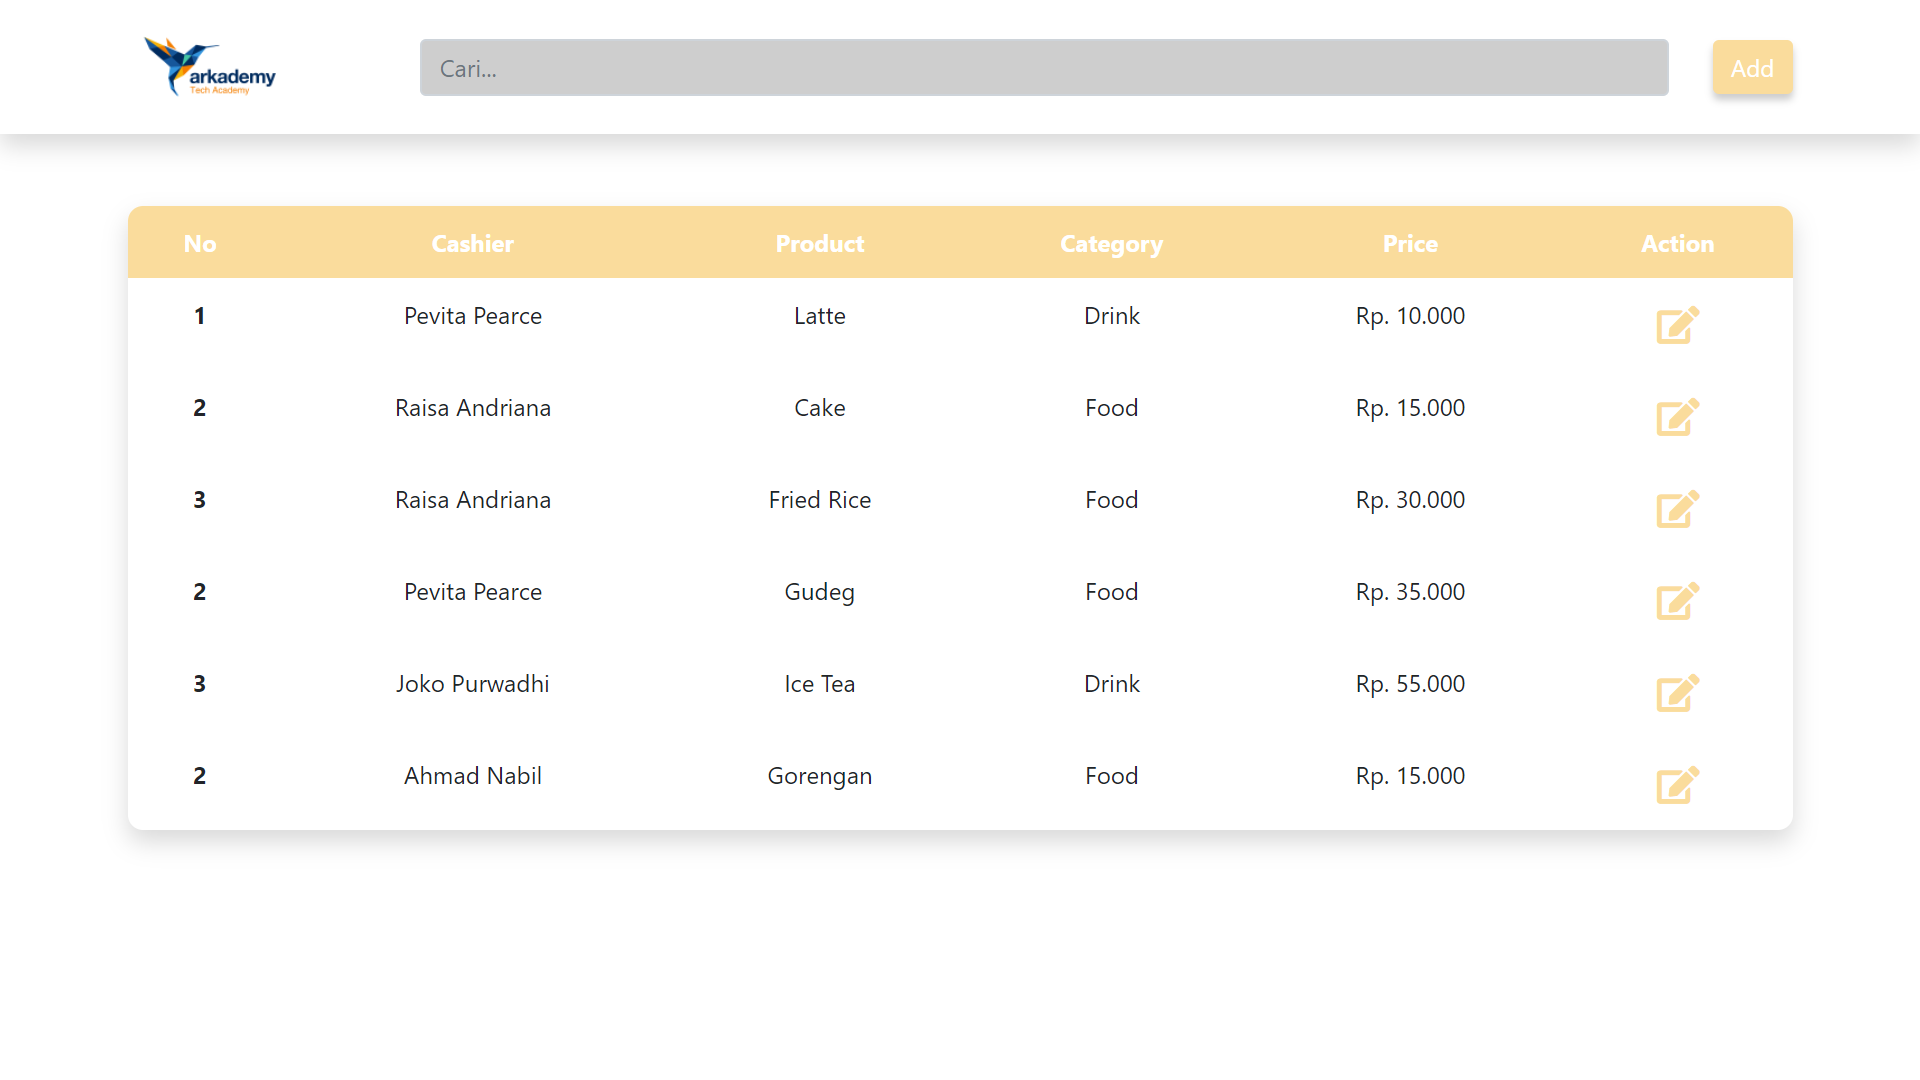 arkademy
Tech Academy
Cari...
Add
No Cashier Product Category Price Action
1 Pevita Pearce Latte Drink Rp. 10.000
2 Raisa Andriana Cake Food Rp. 15.000
3 Raisa Andriana Fried Rice Food Rp. 30.000
2 Pevita Pearce Gudeg Food Rp. 35.000
3 Joko Purwadhi Ice Tea Drink Rp. 55.000
2 Ahmad Nabil Gorengan Food Rp. 15.000